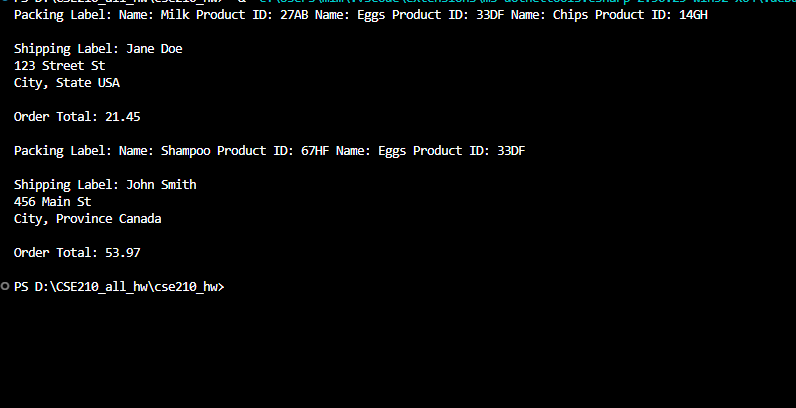 Packing Label: Name: Milk Product ID: 27AB Name: Eggs Product ID: 33DF Name: Chips Product ID: 14GH
Shipping Label: Jane Doe
123 Street St
City, State USA
Order Total: 21.45
Packing Label: Name: Shampoo Product ID: 67HF Name: Eggs Product ID: 33DF
Shipping Label: John Smith
456 Main St
City, Province Canada
Order Total: 53.97
PS D:\CSE210_all_hw\cse210_hw>